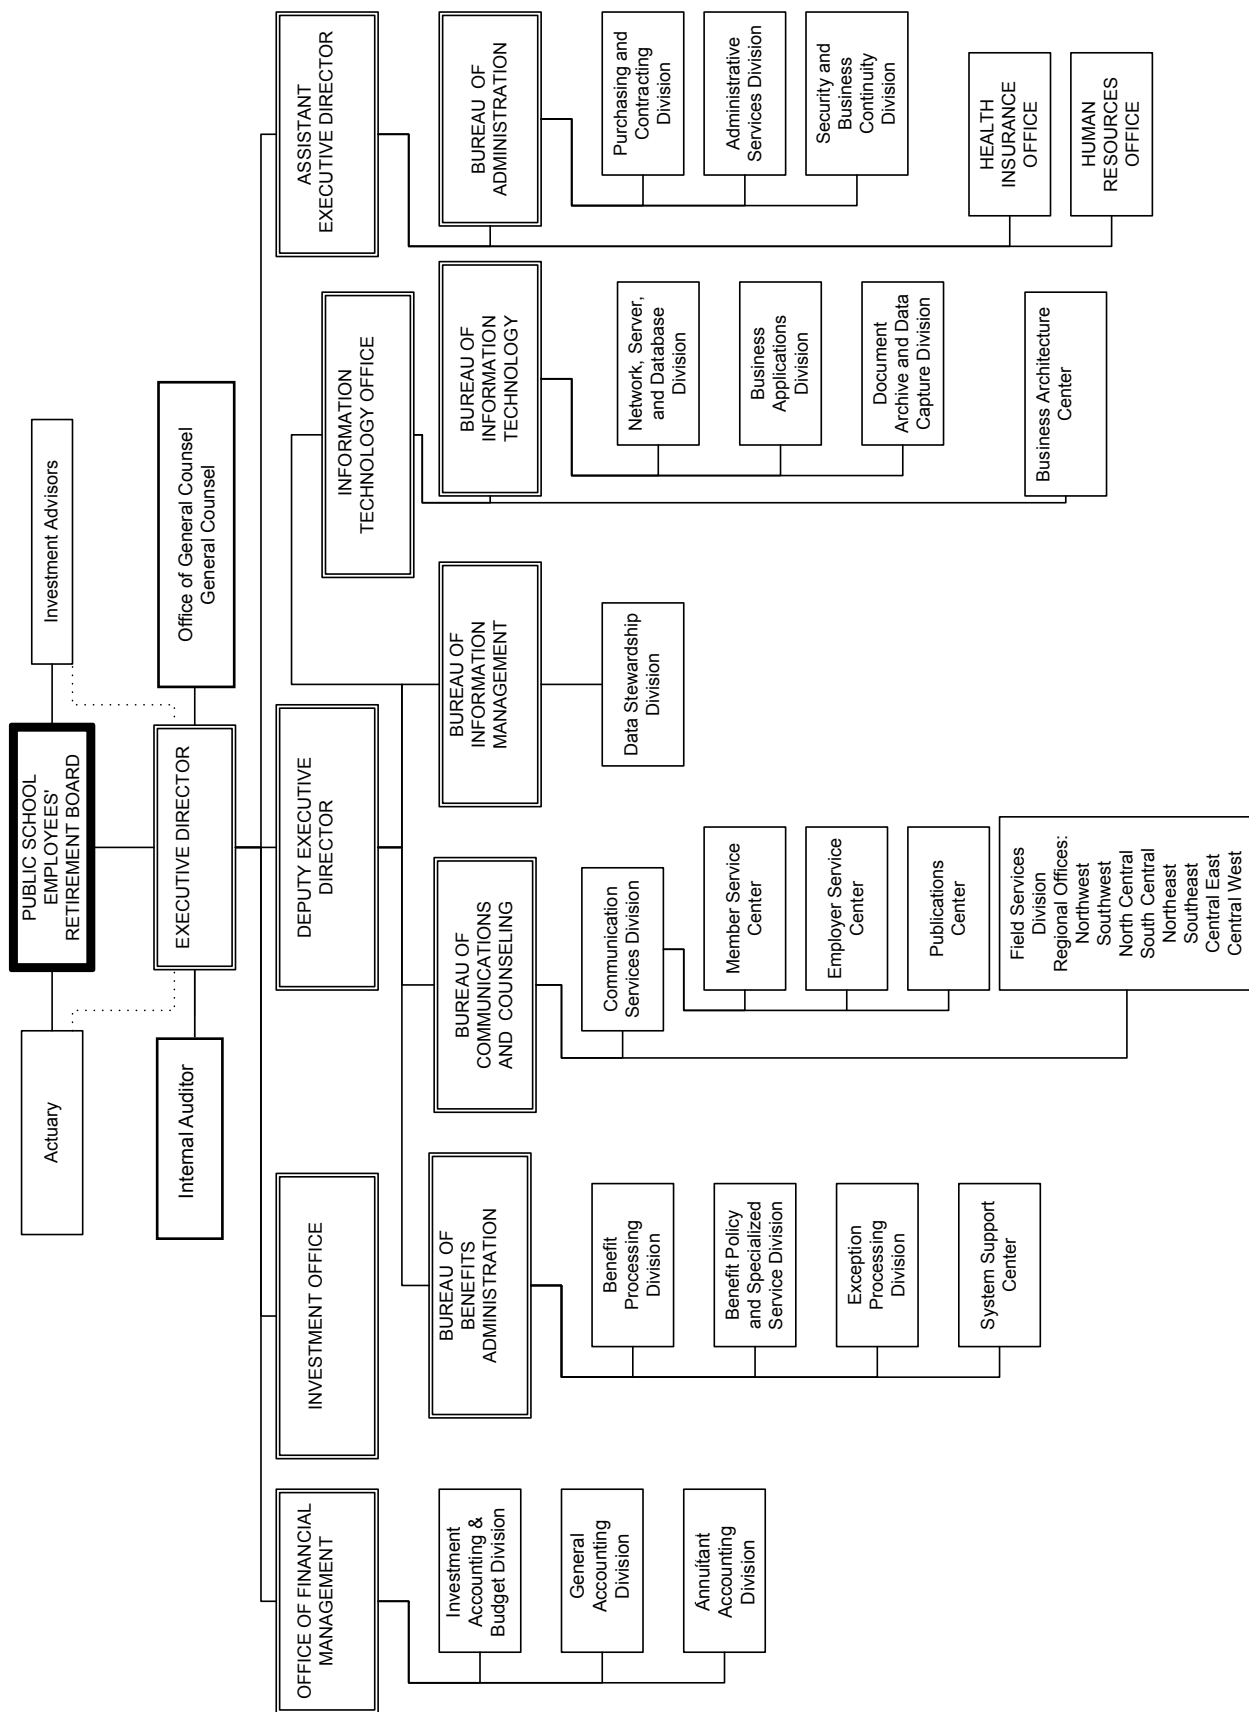 PUBLIC SCHOOL
EMPLOYEES'
RETIREMENT BOARD
Actuary
Investment Advisors
EXECUTIVE DIRECTOR
Internal Auditor
Office of General Counsel
General Counsel
OFFICE OF FINANCIAL
MANAGEMENT
INVESTMENT OFFICE
DEPUTY EXECUTIVE
DIRECTOR
ASSISTANT
EXECUTIVE DIRECTOR
INFORMATION
TECHNOLOGY OFFICE
Investment
Accounting &
Budget Division
General
Accounting
Division
Ánnuítant
Accounting
Division
BUREAU OF
BENEFITS
ADMINISTRATION
Benefit
Processing
Division
Benefit Policy
and Specialized
Service Division
Exception
Processing
Division
System Support
Center
BUREAU OF
COMMUNICATIONS
AND COUNSELING
Communication
Services Division
Member Service
Center
Employer Service
Center
Publications
Center
Field Services
Division
Regional Offices:
Northwest
Southwest
North Central
South Central
Northeast
Southeast
Central East
Central West
BUREAU OF
INFORMATION
MANAGEMENT
Data Stewardship
Division
BUREAU OF
INFORMATION
TECHNOLOGY
Network, Server,
and Database
Division
Business
Applications
Division
Document
Archive and Data
Capture Division
Business Architecture
Center
BUREAU OF
ADMINISTRATION
Purchasing and
Contracting
Division
Administrative
Services Division
Security and
Business
Continuity
Division
HEALTH
INSURANCE
OFFICE
HUMAN
RESOURCES
OFFICE